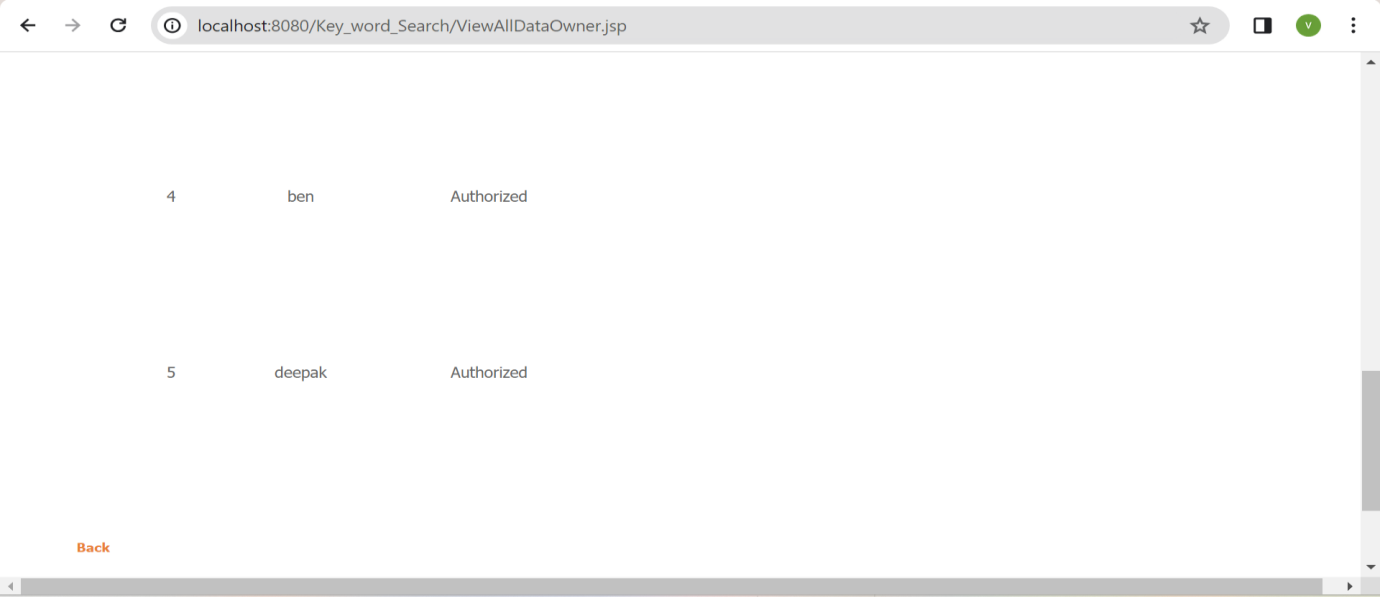 localhost:8080/Key_word_Search/ViewAllDataOwner.jsp
V
4 ben Authorized
5 deepak Authorized
Back